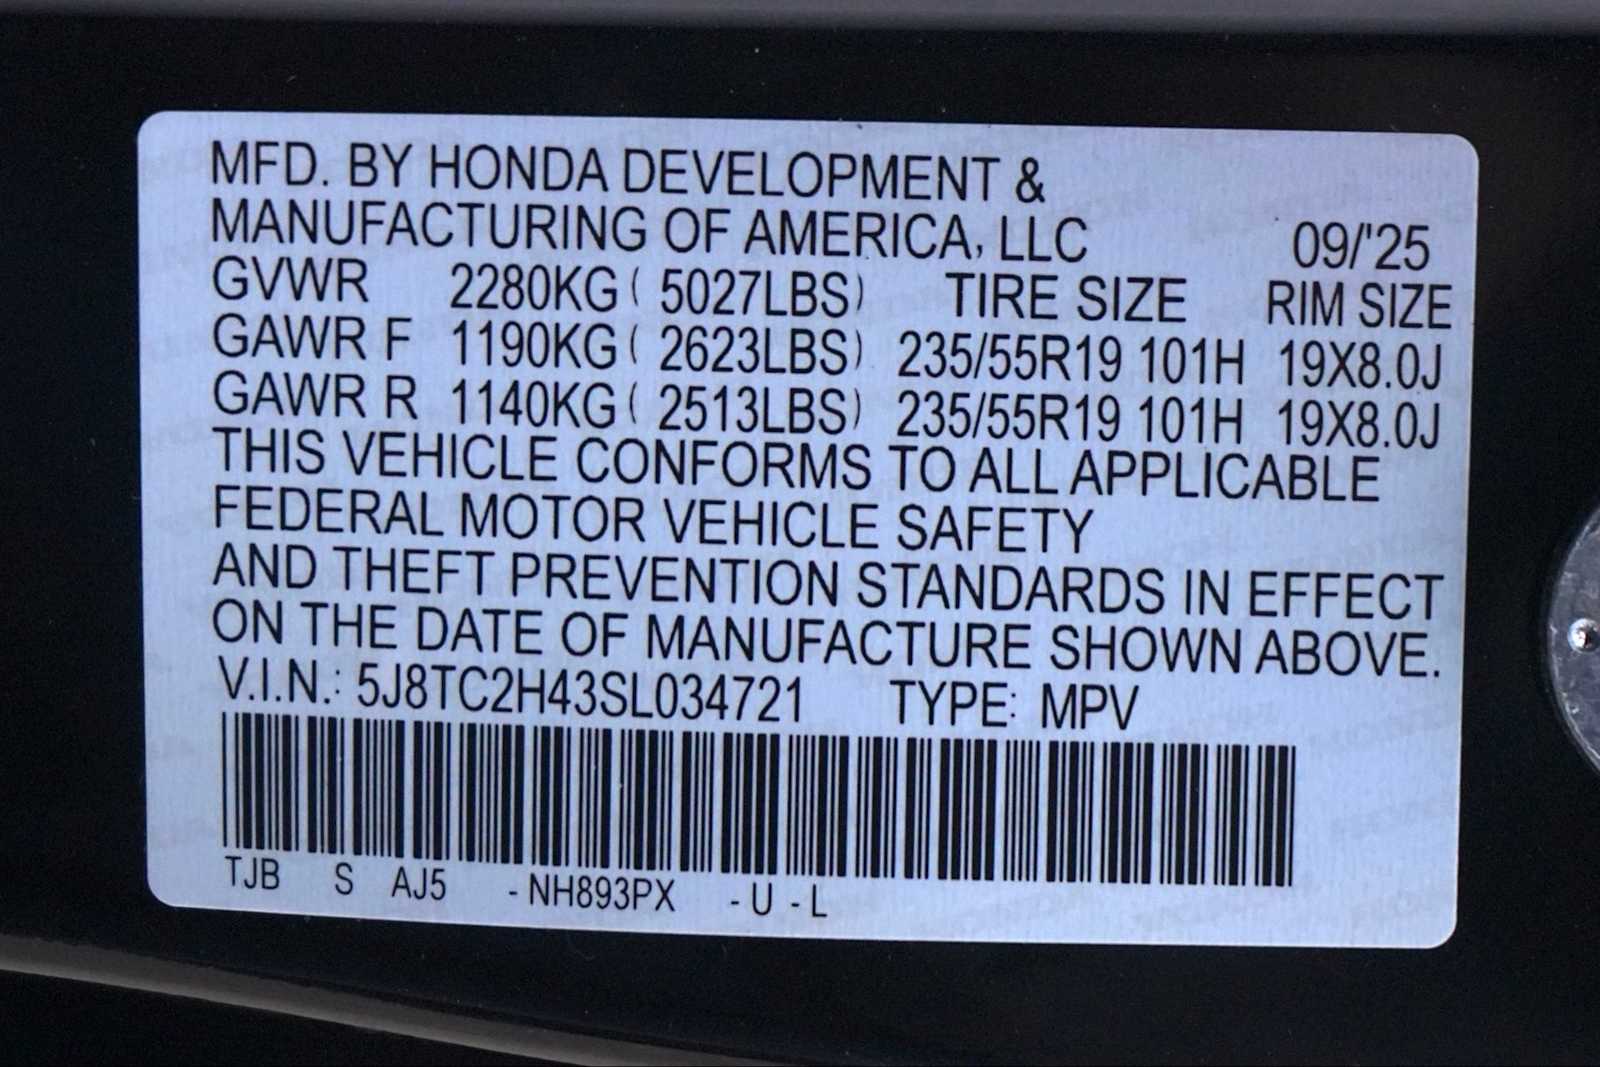 MFD. BY HONDA DEVELOPMENT &
MANUFACTURING OF AMERICA, LLC 09/'25
GVWR 2280KG ( 5027LBS) TIRE SIZE RIM SIZE
GAWR F 1190KG ( 2623LBS) 235/55R19 101H 19X8.0J
GAWR R 1140KG ( 2513LBS) 235/55R19 101H 19X8.0J
THIS VEHICLE CONFORMS TO ALL APPLICABLE
FEDERAL MOTOR VEHICLE SAFETY
AND THEFT PREVENTION STANDARDS IN EFFECT
ON THE DATE OF MANUFACTURE SHOWN ABOVE.
V.I.N.: 5J8TC2H43SL034721 TYPE: MPV
TJB S AJ5 - NH893PX - U - L